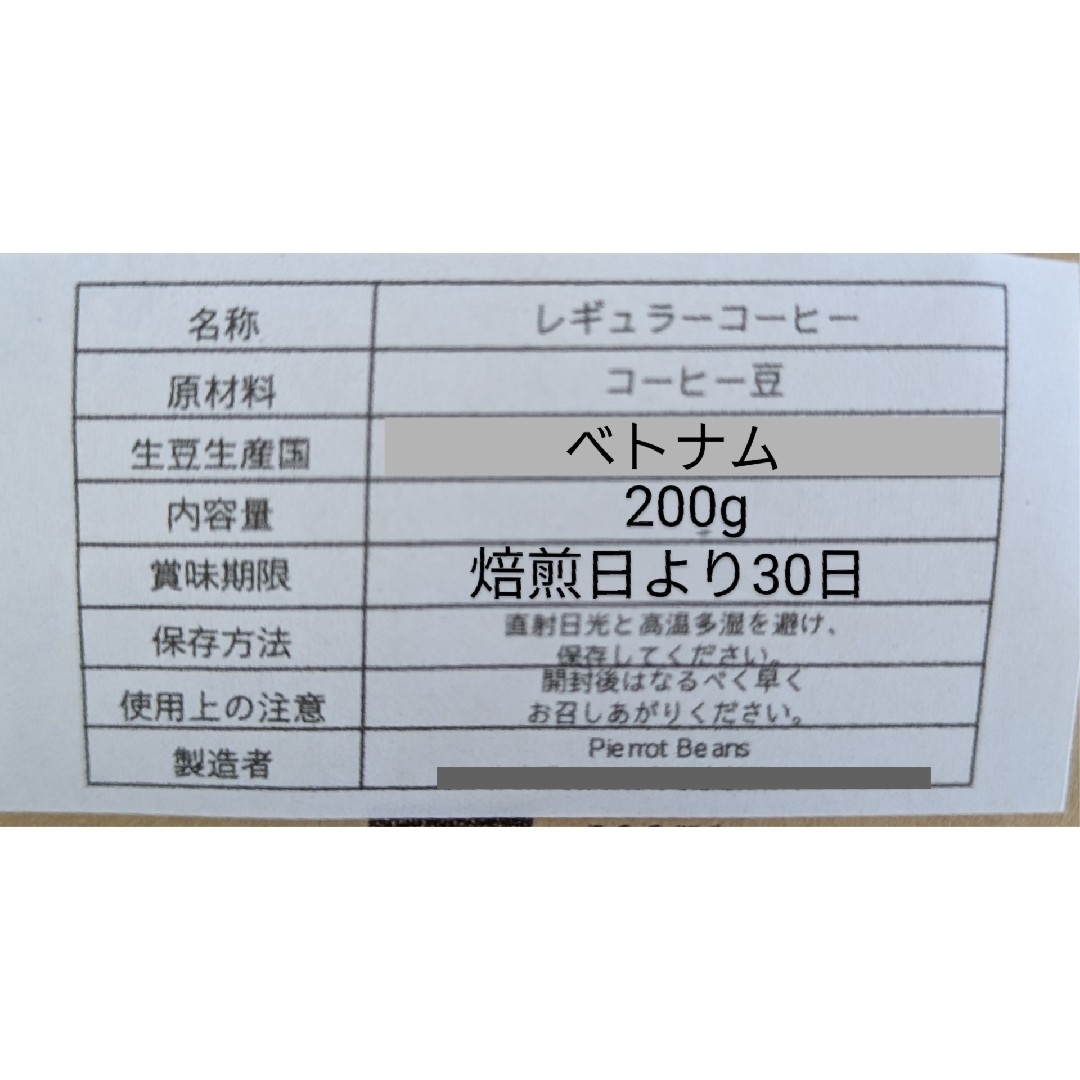 名称 レギュラーコーヒー
原材料 コーヒー豆
生豆生産国 ベトナム
内容量 200g
賞味期限 焙煎日より30日
保存方法 直射日光と高温多湿を避け、
保存してください。
使用上の注意 開封後はなるべく早く
お召しあがりください。
製造者 Pierrot Beans